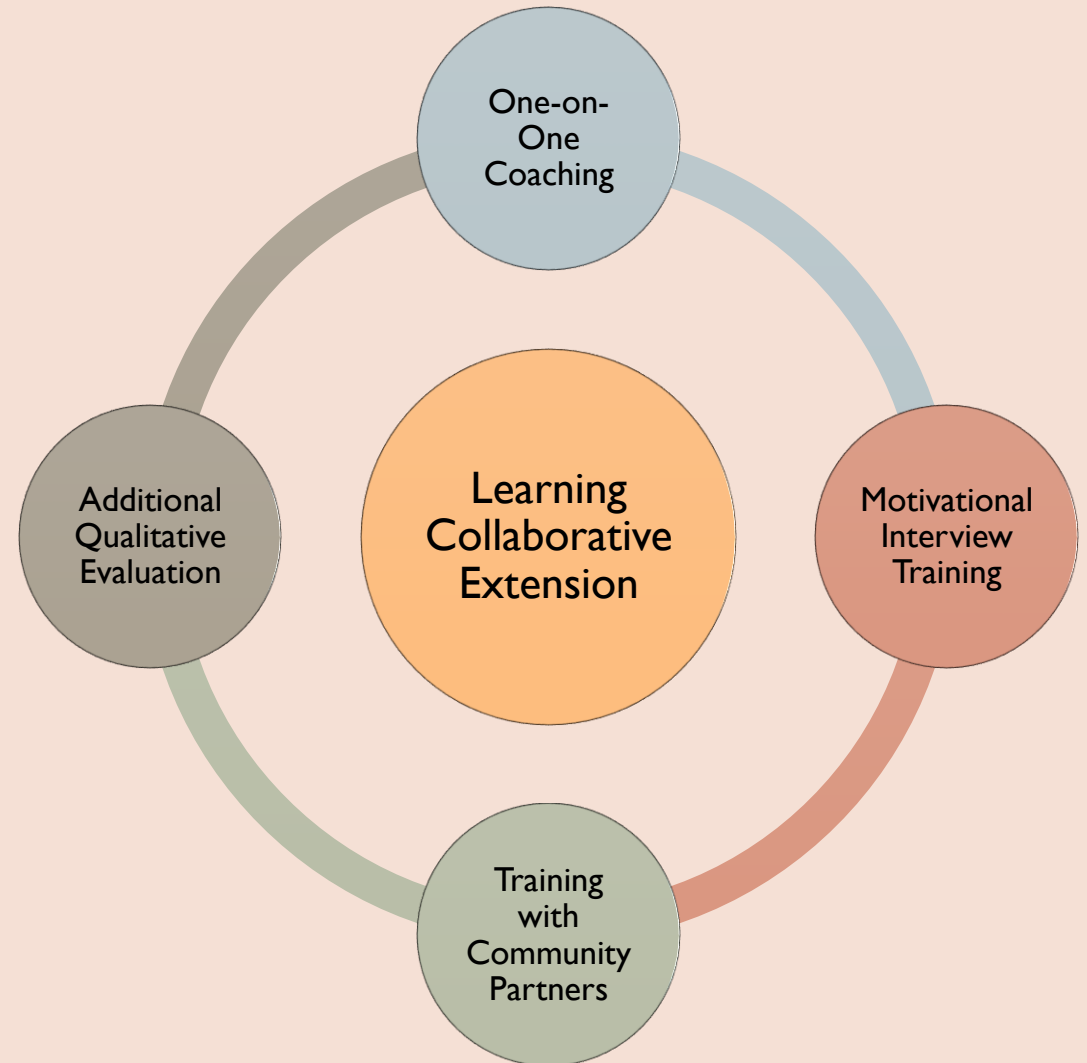 One-on-
One
Coaching
Learning
Collaborative
Extension
Additional
Qualitative
Evaluation
Motivational
Interview
Training
Training
with
Community
Partners